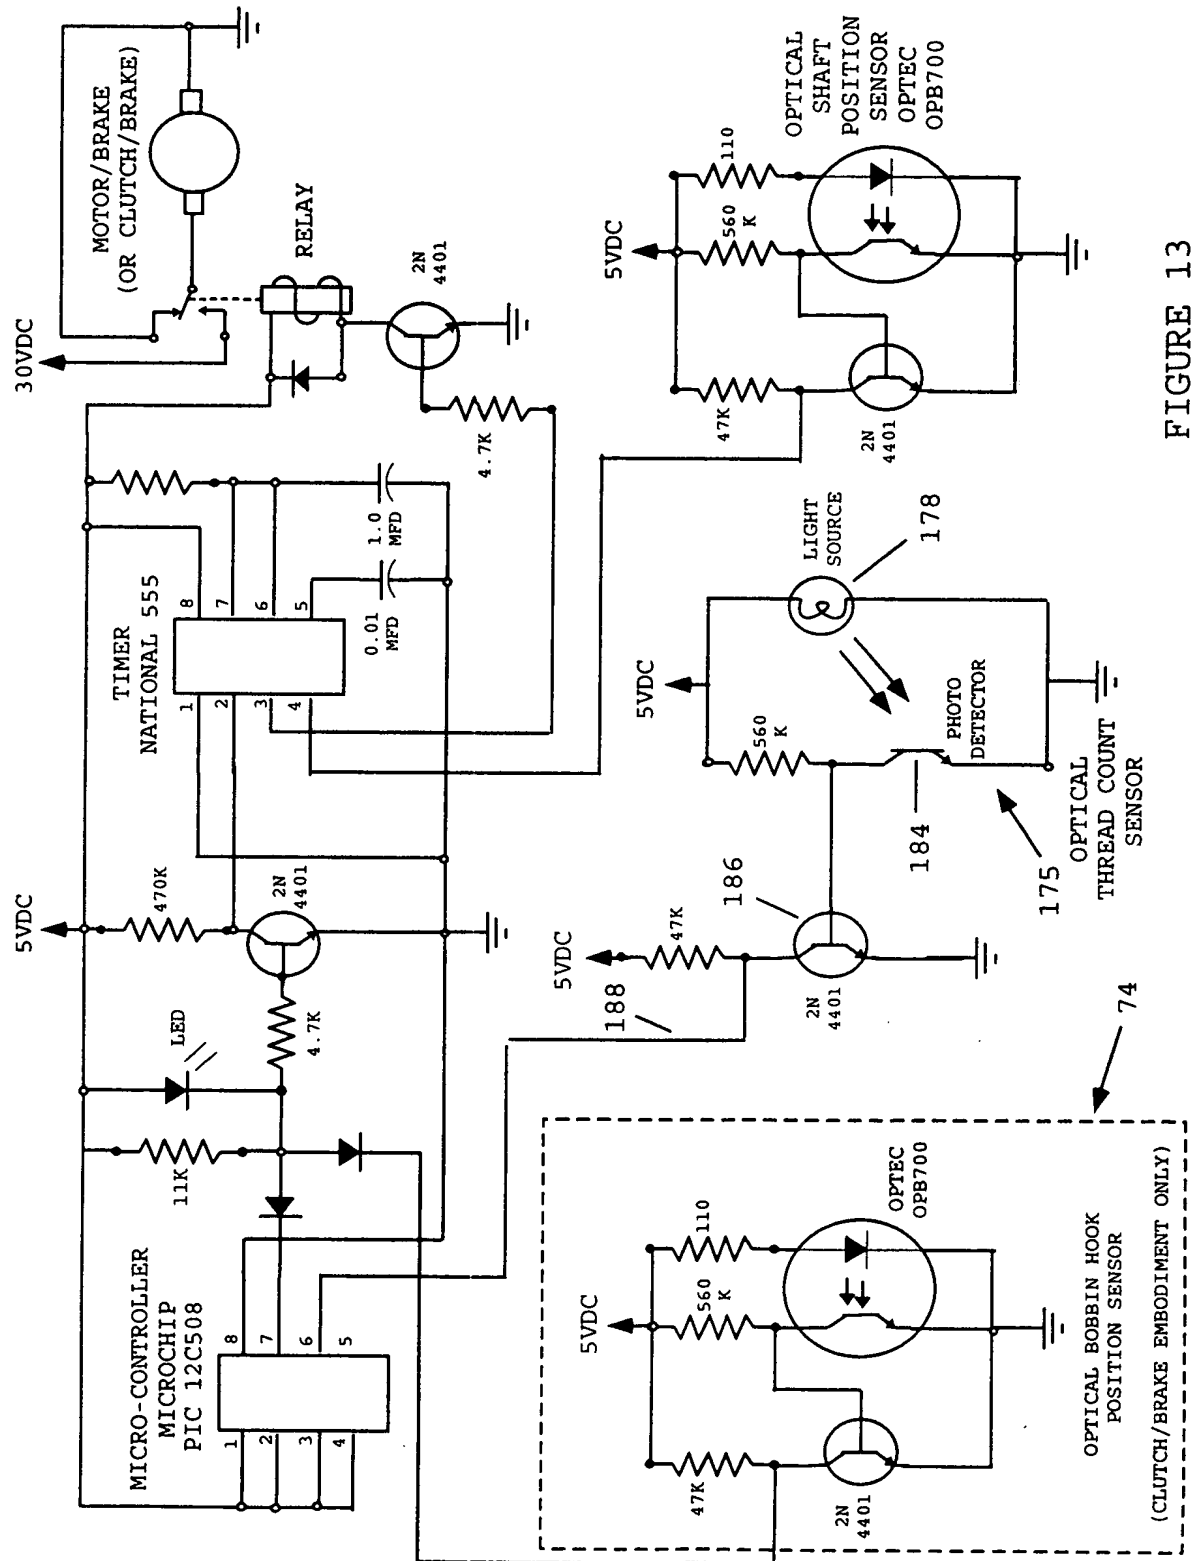 30VDC
MOTOR/BRAKE
(OR CLUTCH/BRAKE)
RELAY
2N
4401
4.7K
TIMER
NATIONAL 555
1
2
3
4
8
7
6
5
0.01
MFD
1.0
MFD
5VDC
470K
2N
4401
LED
4.7K
11K
MICRO-CONTROLLER
MICROCHIP
PIC 12C508
1
2
3
4
8
7
6
5
5VDC
47K
560
K
110
2N
4401
OPTICAL
SHAFT
POSITION
SENSOR
OPTEC
OPB700
5VDC
560
K
LIGHT
SOURCE
178
PHOTO
DETECTOR
184
175
OPTICAL
THREAD COUNT
SENSOR
5VDC
47K
188
186
2N
4401
74
5VDC
47K
560
K
110
2N
4401
OPTEC
OPB700
OPTICAL BOBBIN HOOK
POSITION SENSOR
(CLUTCH/BRAKE EMBODIMENT ONLY)
FIGURE 13